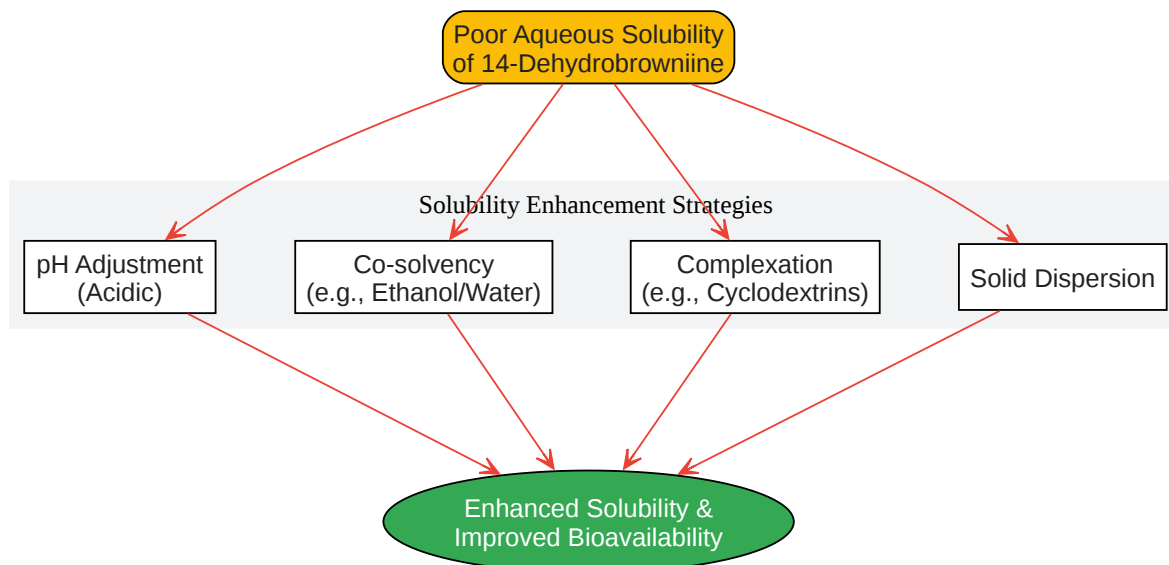 Poor Aqueous Solubility
of 14-Dehydrobrowniine
Solubility Enhancement Strategies
pH Adjustment
(Acidic)
Co-solvency
(e.g., Ethanol/Water)
Complexation
(e.g., Cyclodextrins)
Solid Dispersion
Enhanced Solubility &
Improved Bioavailability